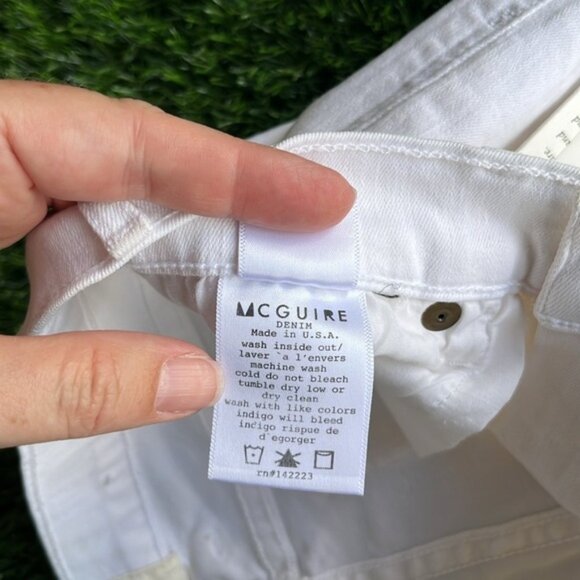 MCGUIRE
DENIM
Made in U.S.A.
wash inside out/
laver `a l'envers
machine wash
cold do not bleach
tumble dry low or
dry clean
wash with like colors
indigo will bleed
indigo rispue de
d`egorger
rn#142223